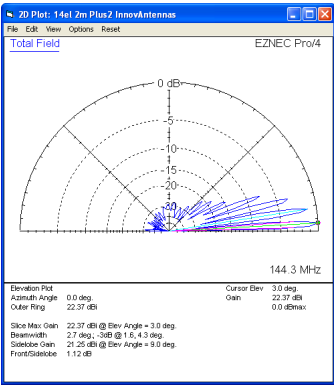 2D Plot: 14el 2m Plus2 InnovAntennas
File Edit View Options Reset
Total Field
EZNEC Pro/4
0 dB
-5
-10
-15
-20
-30
144.3 MHz
Elevation Plot
Azimuth Angle 0.0 deg.
Outer Ring 22.37 dBi
Cursor Elev 3.0 deg.
Gain 22.37 dBi
0.0 dBmax
Slice Max Gain 22.37 dBi @ Elev Angle = 3.0 deg.
Beamwidth 2.7 deg.; -3dB @ 1.6, 4.3 deg.
Sidelobe Gain 21.25 dBi @ Elev Angle = 9.0 deg.
Front/Sidelobe 1.12 dB